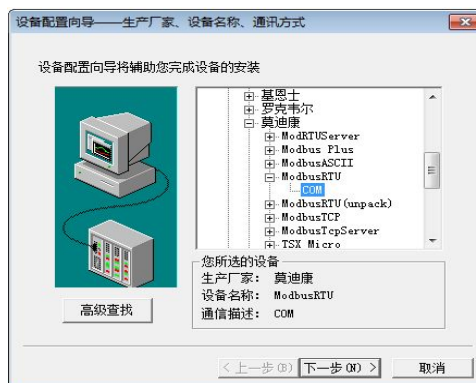 设备配置向导——生产厂家、设备名称、通讯方式
设备配置向导将辅助您完成设备的安装
基恩士
罗克韦尔
莫迪康
ModRTUServer
Modbus Plus
ModbusASCII
ModbusRTU
COM
ModbusRTU(unpack)
ModbusTCP
ModbusTcpServer
TSX Micro
您所选的设备
生产厂家： 莫迪康
设备名称： ModbusRTU
通信描述： COM
高级查找
<上一步(B) 下一步(N) > 取消